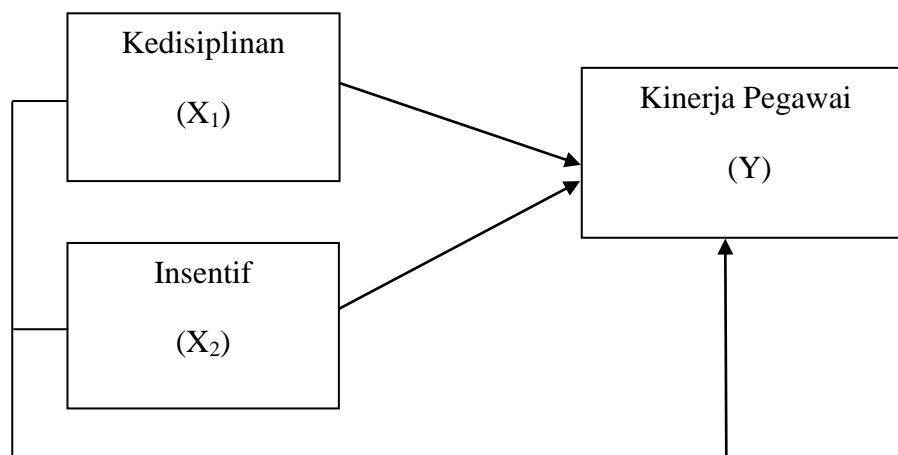 Kedisiplinan
(X₁)
Kinerja Pegawai
(Y)
Insentif
(X₂)